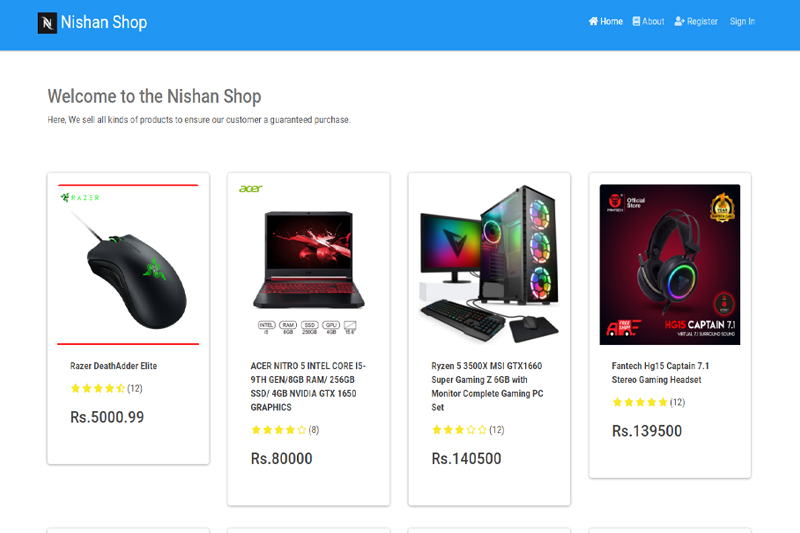 Nishan Shop
Home About Register Sign In
Welcome to the Nishan Shop
Here, We sell all kinds of products to ensure our customer a guaranteed purchase.
RAZER
Razer DeathAdder Elite
(12)
Rs.5000.99
acer
INTEL RAM SSD GPU
i5 8GB 256GB 4GB 15.6"
ACER NITRO 5 INTEL CORE I5-
9TH GEN/8GB RAM/ 256GB
SSD/ 4GB NVIDIA GTX 1650
GRAPHICS
(8)
Rs.80000
Ryzen 5 3500X MSI GTX1660
Super Gaming Z 6GB with
Monitor Complete Gaming PC
Set
(12)
Rs.140500
FANTECH
Official
Store
YEAR
FREE
HG15 CAPTAIN 7.1
VIRTUAL 7.1 SURROUND SOUND
Fantech Hg15 Captain 7.1
Stereo Gaming Headset
(12)
Rs.139500